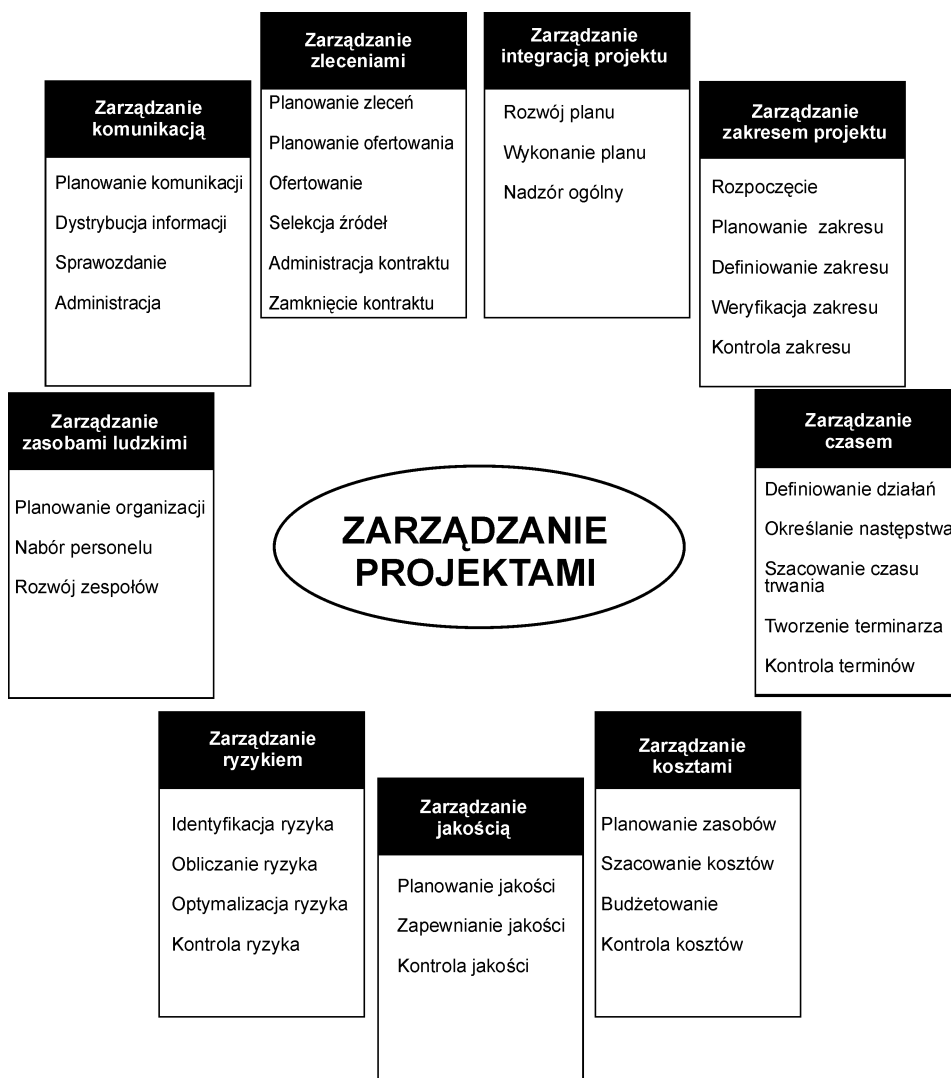 Zarządzanie
zleceniami
Planowanie zleceń
Planowanie ofertowania
Ofertowanie
Selekcja źródeł
Administracja kontraktu
Zamknięcie kontraktu
Zarządzanie
integracją projektu
Rozwój planu
Wykonanie planu
Nadzór ogólny
Zarządzanie
komunikacją
Planowanie komunikacji
Dystrybucja informacji
Sprawozdanie
Administracja
Zarządzanie
zakresem projektu
Rozpoczęcie
Planowanie zakresu
Definiowanie zakresu
Weryfikacja zakresu
Kontrola zakresu
Zarządzanie
zasobami ludzkimi
Planowanie organizacji
Nabór personelu
Rozwój zespołów
ZARZĄDZANIE
PROJEKTAMI
Zarządzanie
czasem
Definiowanie działań
Określanie następstwa
Szacowanie czasu
trwania
Tworzenie terminarza
Kontrola terminów
Zarządzanie
ryzykiem
Identyfikacja ryzyka
Obliczanie ryzyka
Optymalizacja ryzyka
Kontrola ryzyka
Zarządzanie
jakością
Planowanie jakości
Zapewnianie jakości
Kontrola jakości
Zarządzanie
kosztami
Planowanie zasobów
Szacowanie kosztów
Budżetowanie
Kontrola kosztów